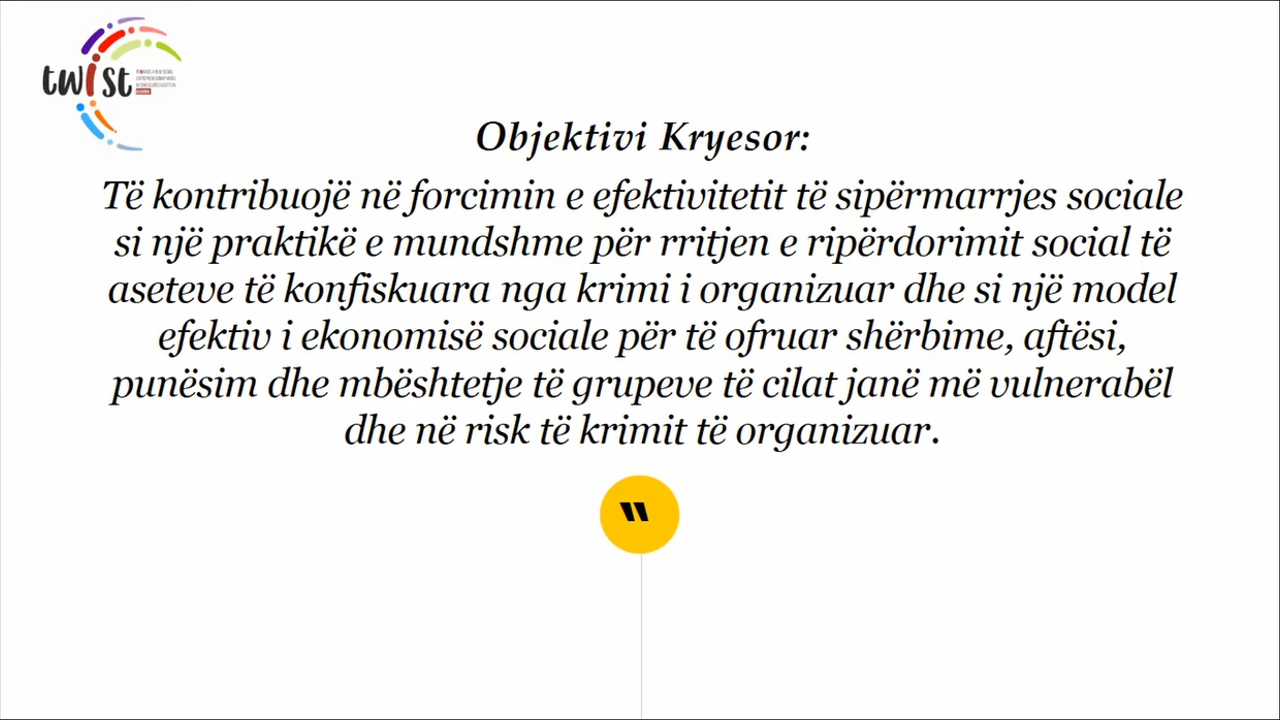 twist
Objektivi Kryesor:
Të kontribuojë në forcimin e efektivitetit të sipërmarrjes sociale
si një praktikë e mundshme për rritjen e ripërdorimit social të
aseteve të konfiskuara nga krimi i organizuar dhe si një model
efektiv i ekonomisë sociale për të ofruar shërbime, aftësi,
punësim dhe mbështetje të grupeve të cilat janë më vulnerabël
dhe në risk të krimit të organizuar.
"